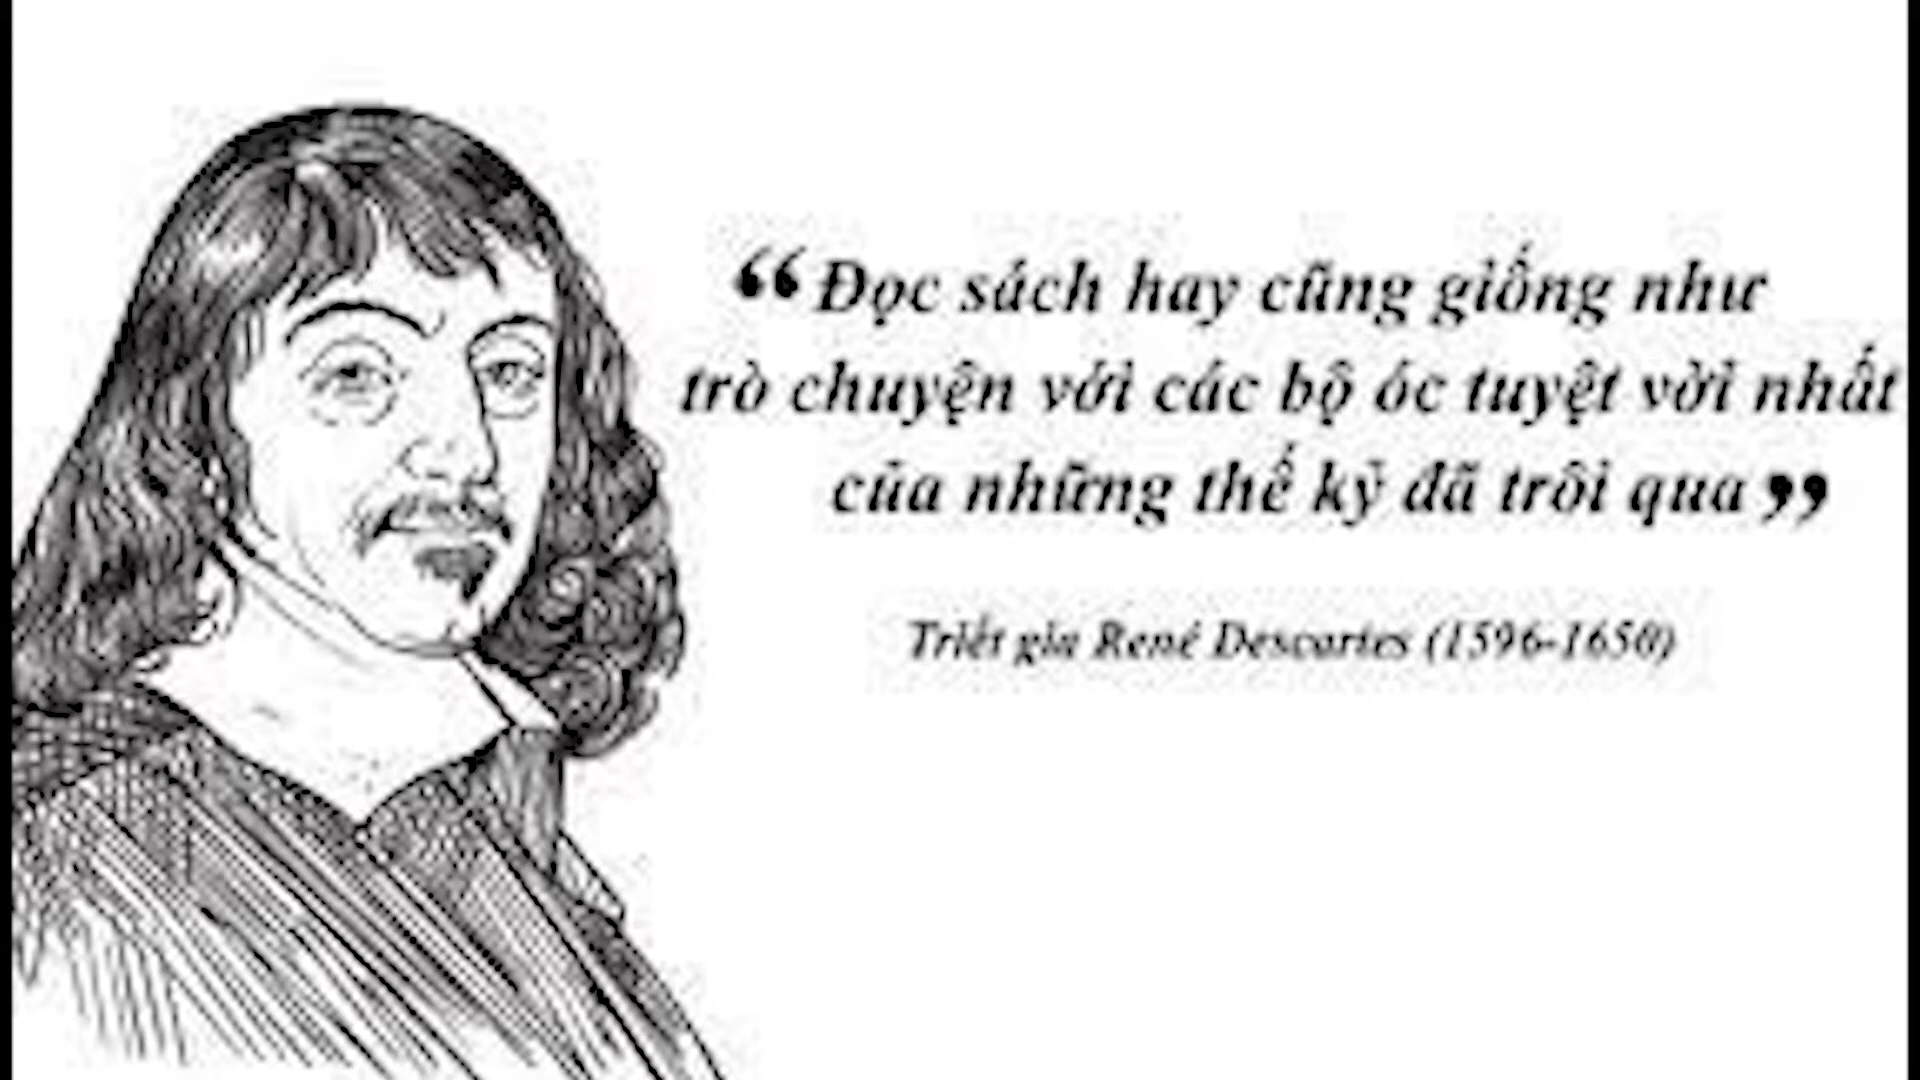 “Đọc sách hay cũng giống như
trò chuyện với các bộ óc tuyệt vời nhất
của những thế kỷ đã trôi qua”
Triết gia René Descartes (1596-1650)